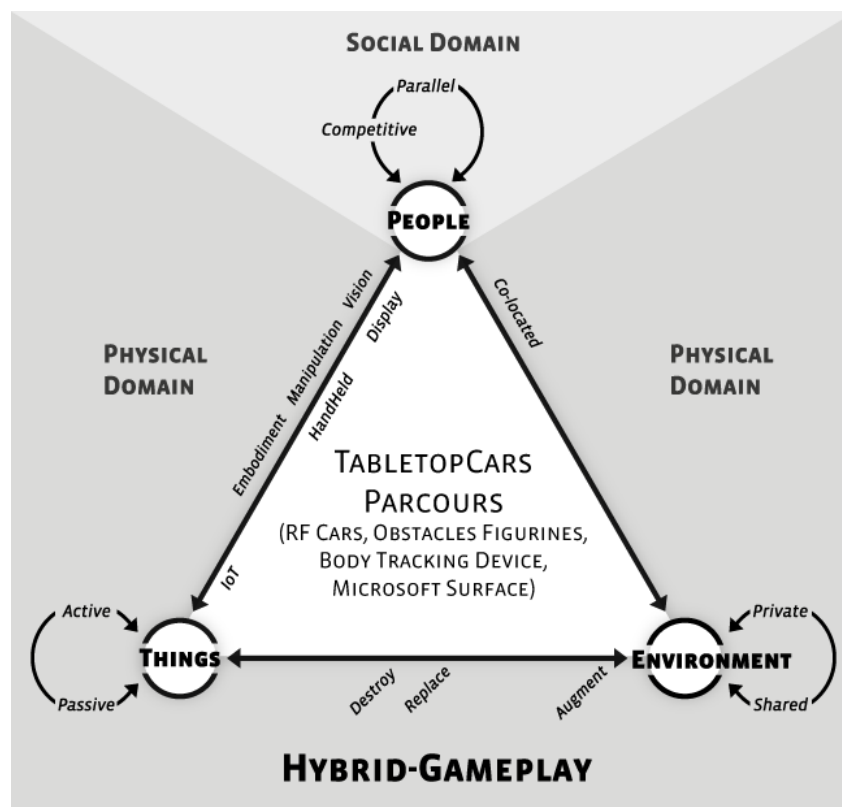 SOCIAL DOMAIN
Parallel
Competitive
PEOPLE
Vision
Display
Manipulation
HandHeld
Embodiment
IoT
Co-located
PHYSICAL
DOMAIN
PHYSICAL
DOMAIN
TABLETOPCARS
PARCOURS
(RF CARS, OBSTACLES FIGURINES,
BODY TRACKING DEVICE,
MICROSOFT SURFACE)
Active
THINGS
Passive
Private
ENVIRONMENT
Shared
Destroy
Replace
Augment
HYBRID-GAMEPLAY